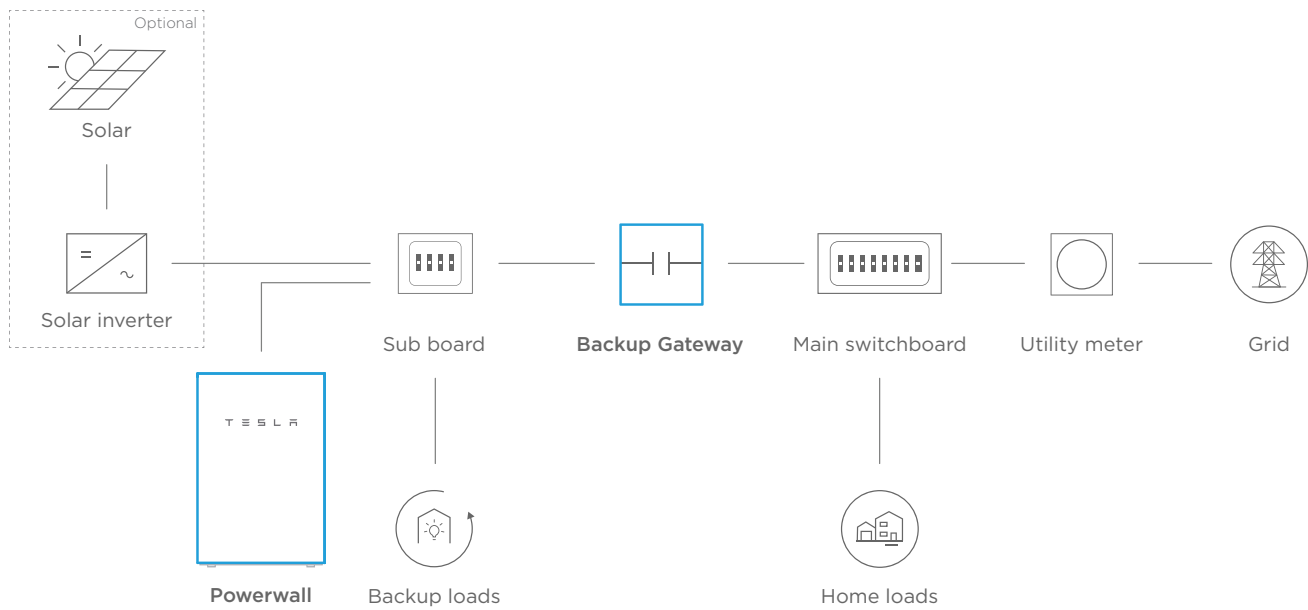 Optional
Solar
Solar inverter
Sub board
Backup Gateway
Main switchboard
Utility meter
Grid
TESLA
Powerwall
Backup loads
Home loads